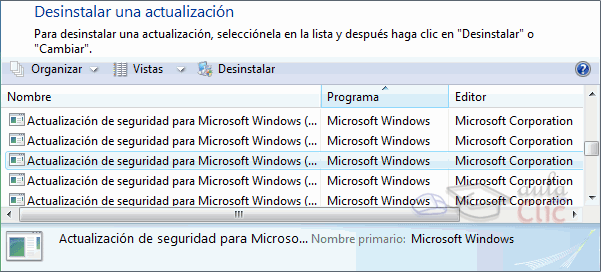 Desinstalar una actualización
Para desinstalar una actualización, selecciónela en la lista y después haga clic en "Desinstalar" o
"Cambiar".
Organizar Vistas Desinstalar
Nombre Programa Editor
Actualización de seguridad para Microsoft Windows (... Microsoft Windows Microsoft Corporation
Actualización de seguridad para Microsoft Windows (... Microsoft Windows Microsoft Corporation
Actualización de seguridad para Microsoft Windows (... Microsoft Windows Microsoft Corporation
Actualización de seguridad para Microsoft Windows (... Microsoft Windows Microsoft Corporation
Actualización de seguridad para Microsoft Windows (... Microsoft Windows Microsoft Corporation
aula
Clic
Actualización de seguridad para Microso... Nombre primario: Microsoft Windows